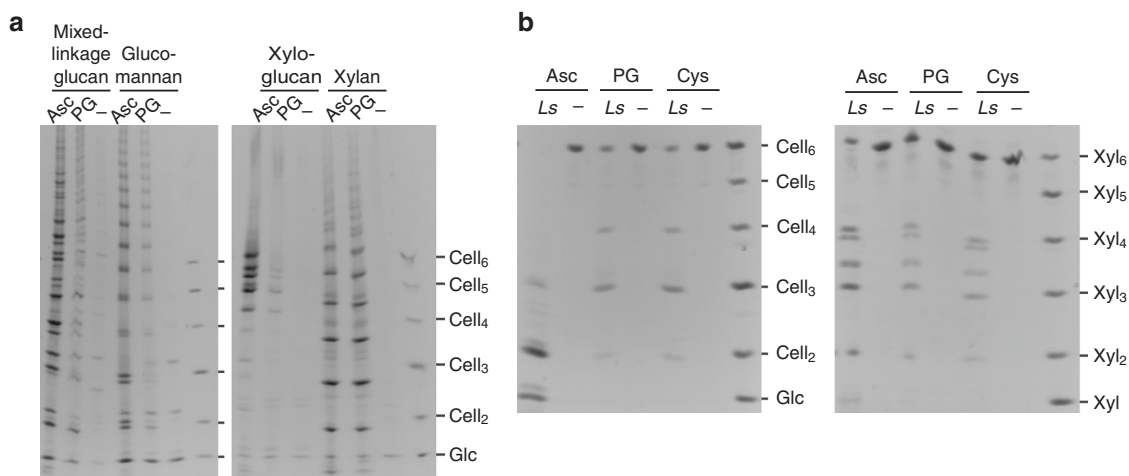 a
Mixed-
linkage
glucan
Gluco-
mannan
Xylo-
glucan
Xylan
Asc PG – Asc PG –
Asc PG – Asc PG –
Cell6
Cell5
Cell4
Cell3
Cell2
Glc
b
Asc PG Cys
Ls – Ls – Ls –
Cell6
Cell5
Cell4
Cell3
Cell2
Glc
Asc PG Cys
Ls – Ls – Ls –
Xyl6
Xyl5
Xyl4
Xyl3
Xyl2
Xyl